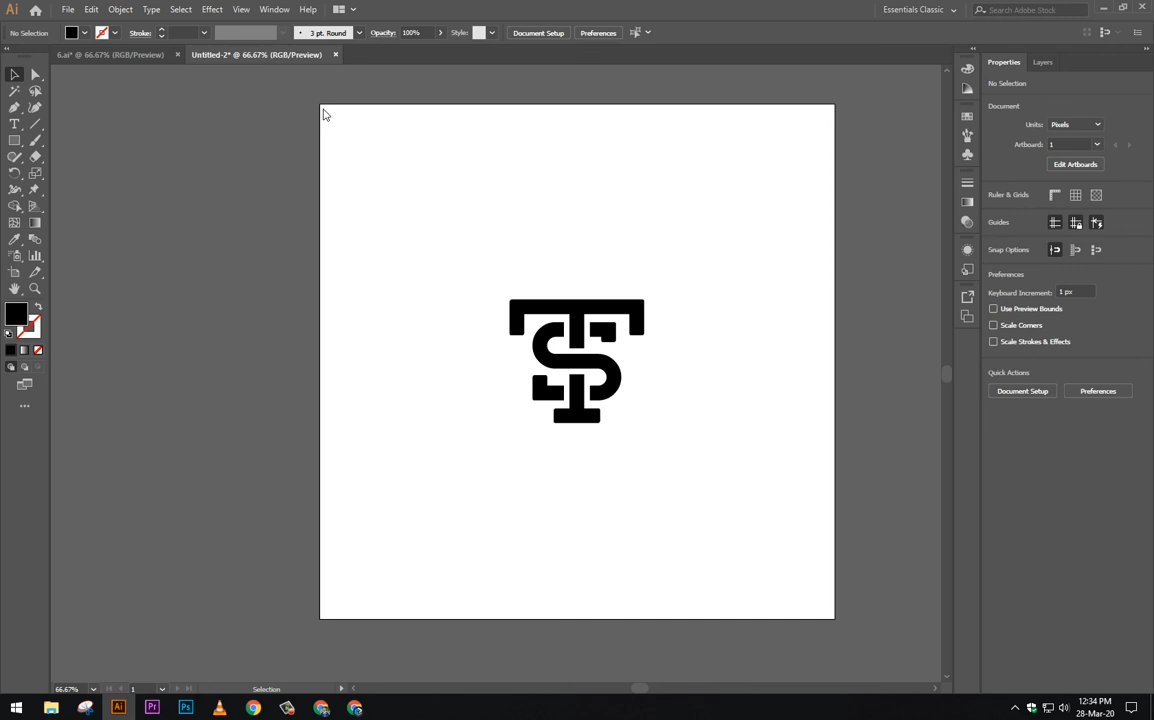 Ai File Edit Object Type Select Effect View Window Help Essentials Classic Search Adobe Stock
No Selection Stroke: 3 pt. Round Opacity: 100% Style: Document Setup Preferences
6.ai* @ 66.67% (RGB/Preview) × Untitled-2* @ 66.67% (RGB/Preview) ×
Properties Layers
No Selection
Document
Units: Pixels
Artboard: 1
Edit Artboards
Ruler & Grids
Guides
Snap Options
Preferences
Keyboard Increment: 1 px
Use Preview Bounds
Scale Corners
Scale Strokes & Effects
Quick Actions
Document Setup Preferences
TS
66.67% 1 Selection
Ai Pr Ps 12:34 PM
28-Mar-20